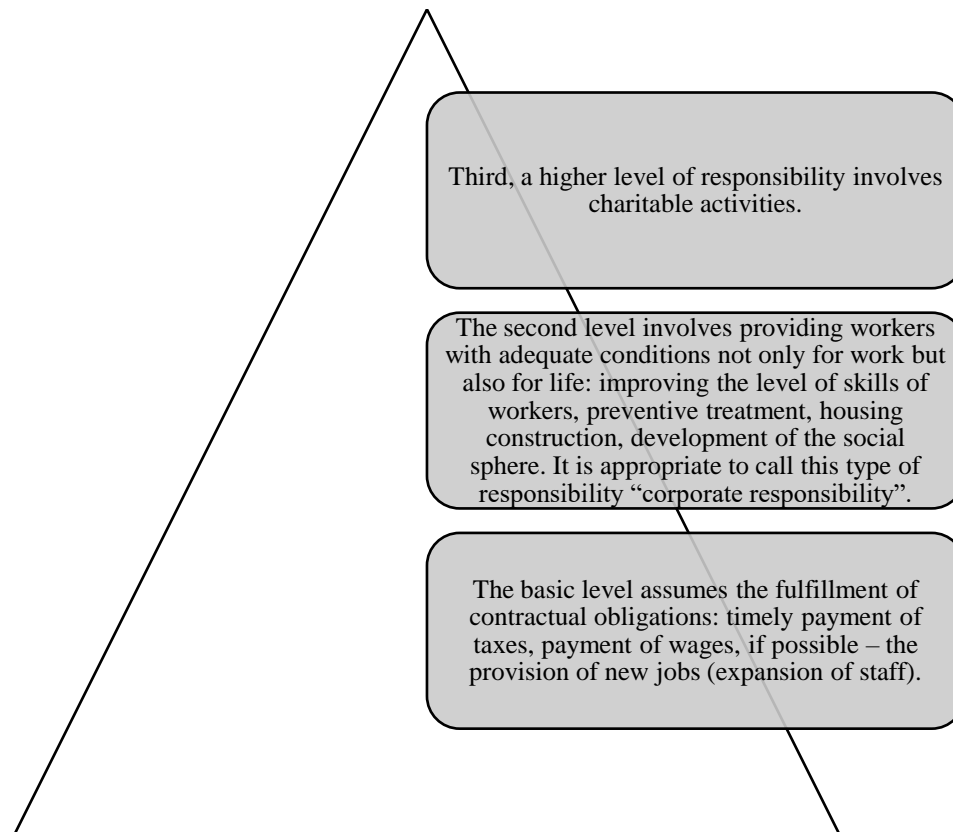 Third, a higher level of responsibility involves
charitable activities.
The second level involves providing workers
with adequate conditions not only for work but
also for life: improving the level of skills of
workers, preventive treatment, housing
construction, development of the social
sphere. It is appropriate to call this type of
responsibility “corporate responsibility”.
The basic level assumes the fulfillment of
contractual obligations: timely payment of
taxes, payment of wages, if possible – the
provision of new jobs (expansion of staff).